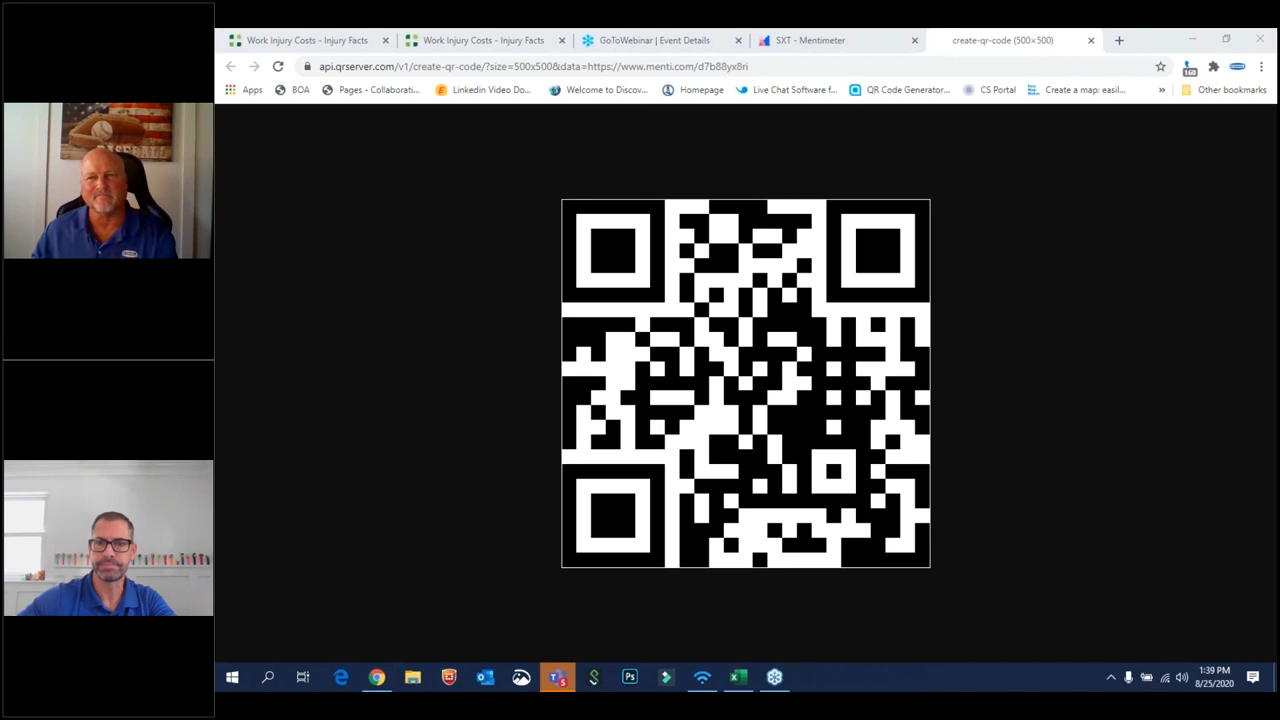 Work Injury Costs - Injury Facts
Work Injury Costs - Injury Facts
GoToWebinar | Event Details
SXT - Mentimeter
create-qr-code (500×500)
api.qrserver.com/v1/create-qr-code/?size=500x500&data=https://www.menti.com/d7b88yx8ri
160
Apps
BOA
Pages - Collaborati...
Linkedin Video Do...
Welcome to Discov...
Homepage
Live Chat Software f...
QR Code Generator...
CS Portal
Create a map: easil...
»
Other bookmarks
BASEBALL
Ps
1:39 PM
8/25/2020